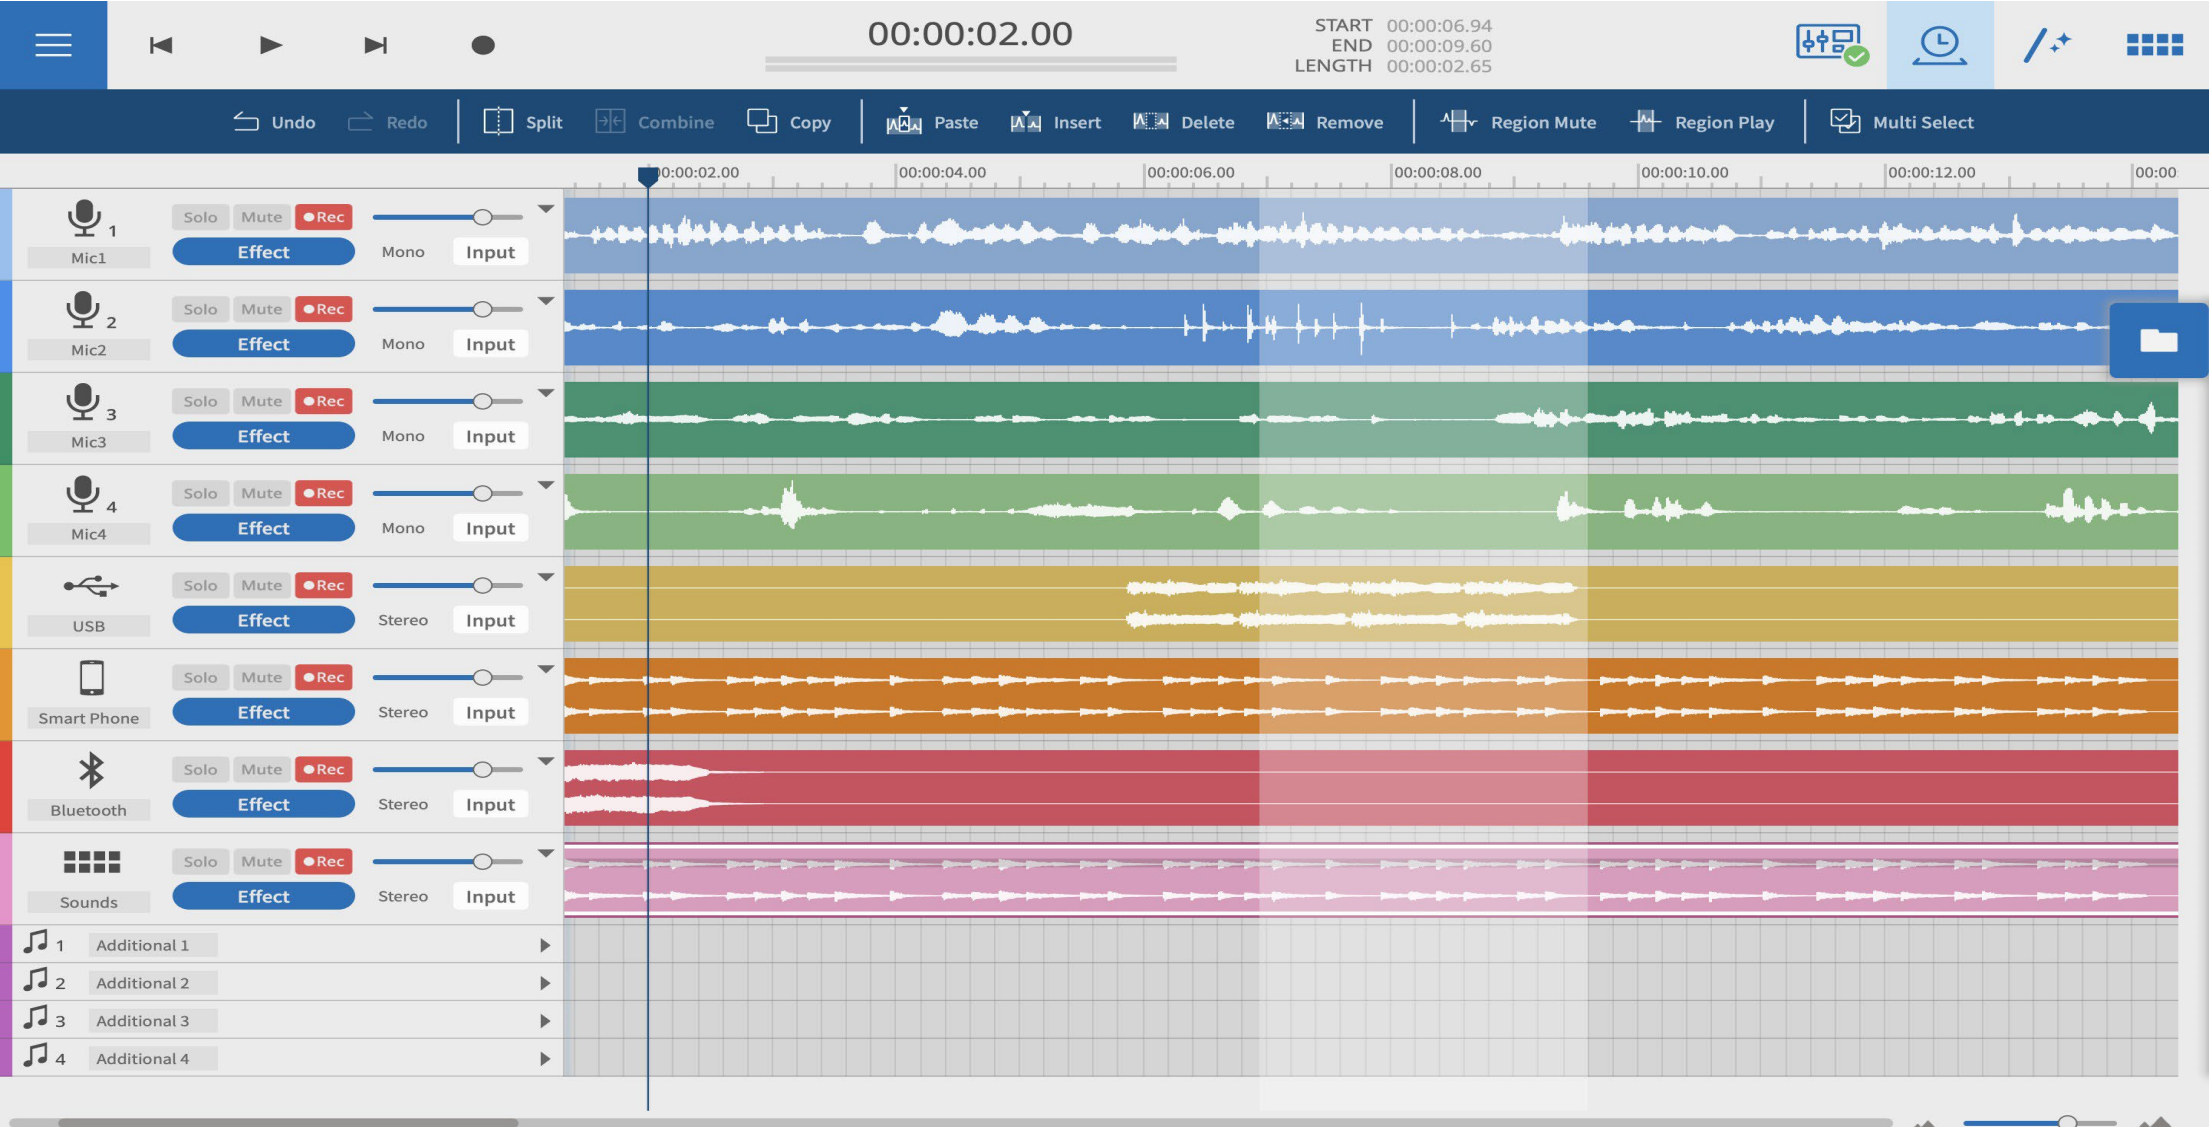 00:00:02.00
START 00:00:06.94
END 00:00:09.60
LENGTH 00:00:02.65
Undo Redo Split Combine Copy Paste Insert Delete Remove Region Mute Region Play Multi Select
00:00:02.00 00:00:04.00 00:00:06.00 00:00:08.00 00:00:10.00 00:00:12.00 00:00
1 Solo Mute Rec
Mic1 Effect Mono Input
2 Solo Mute Rec
Mic2 Effect Mono Input
3 Solo Mute Rec
Mic3 Effect Mono Input
4 Solo Mute Rec
Mic4 Effect Mono Input
Solo Mute Rec
USB Effect Stereo Input
Solo Mute Rec
Smart Phone Effect Stereo Input
Solo Mute Rec
Bluetooth Effect Stereo Input
Solo Mute Rec
Sounds Effect Stereo Input
1 Additional 1
2 Additional 2
3 Additional 3
4 Additional 4